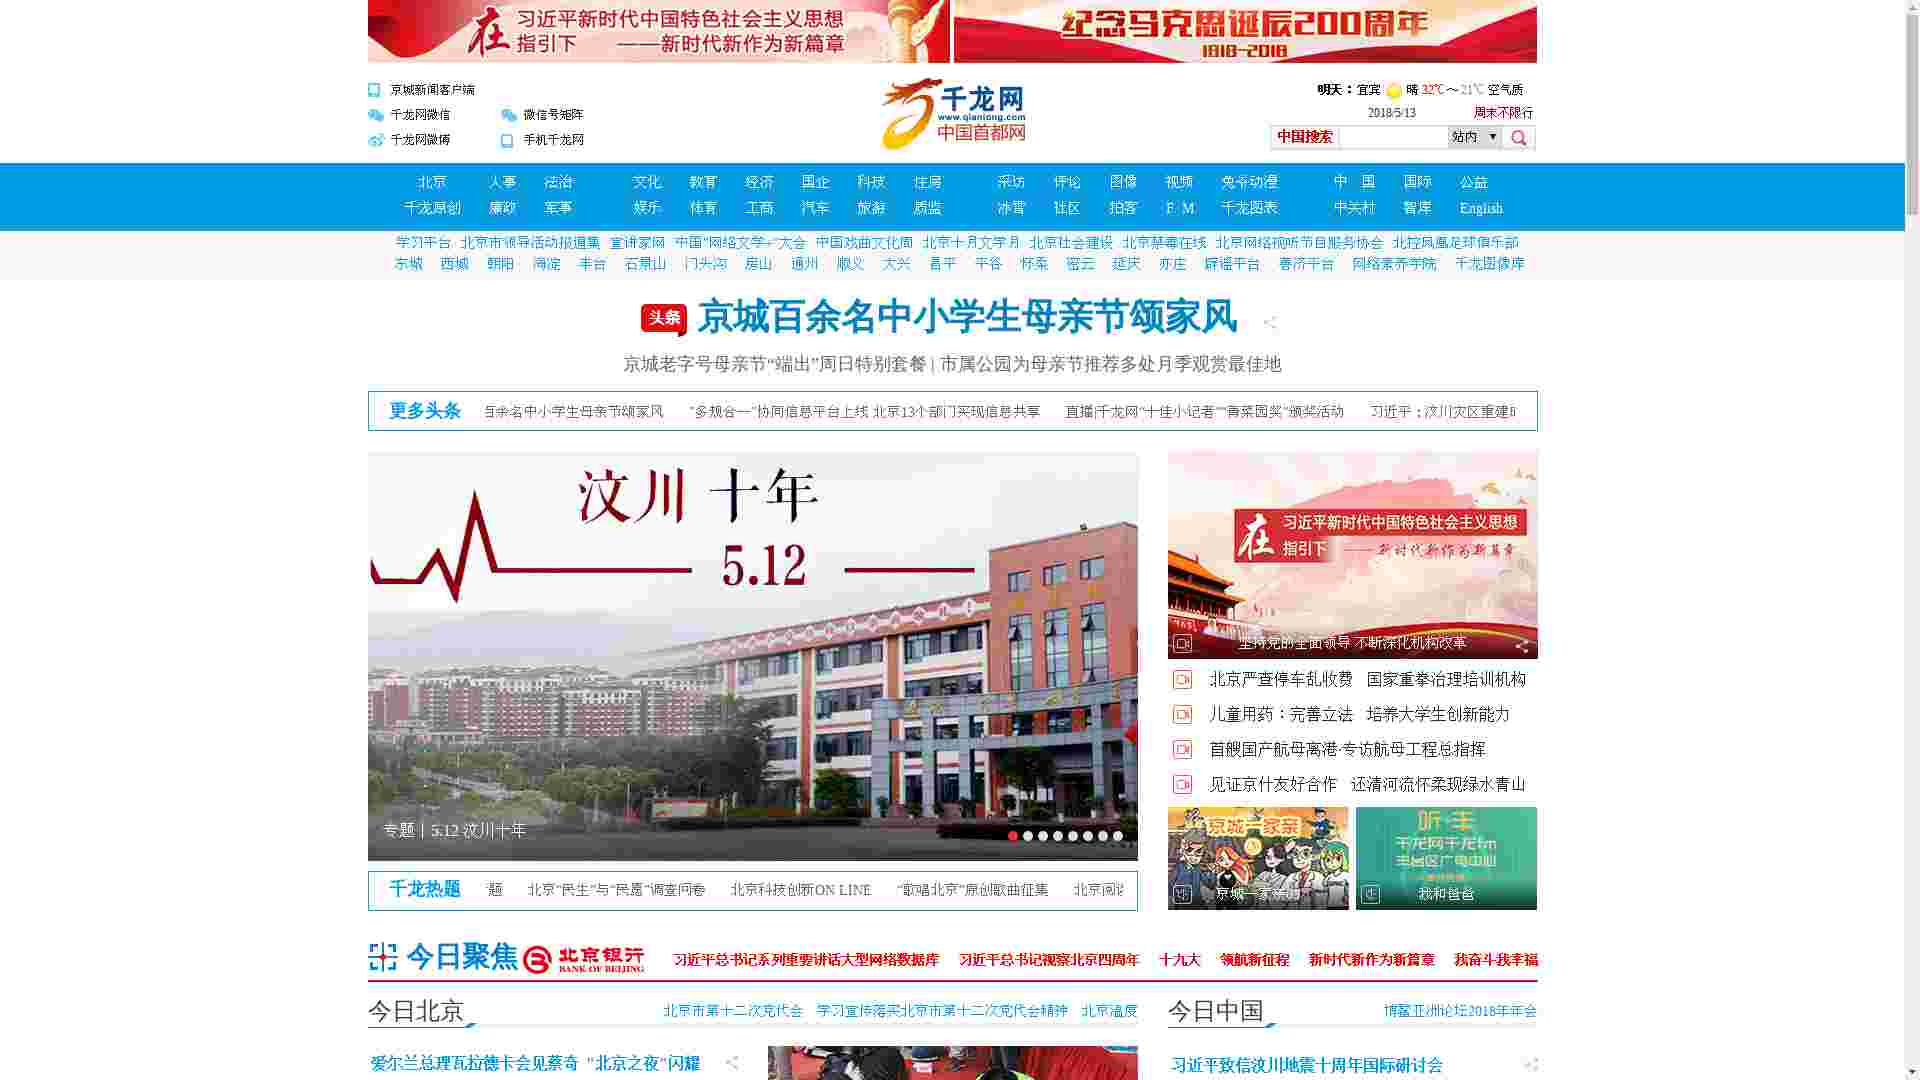 在 习近平新时代中国特色社会主义思想
指引下 ——新时代新作为新篇章
纪念马克思诞辰200周年
1818-2018
京城新闻客户端
千龙网微信 微信号矩阵
千龙网微博 手机千龙网
千龙网
www.qianlong.com
中国首都网
明天： 宜宾 晴 32℃～21℃ 空气质
2018/5/13 周末不限行
中国搜索 站内
北京 人事 法治 文化 教育 经济 国企 科技 住房 采访 评论 图像 视频 兔爷动漫 中 国 国际 公益
千龙原创 廉政 军事 娱乐 体育 工商 汽车 旅游 质监 冰雪 社区 拍客 F M 千龙图表 中关村 智库 English
学习平台 北京市领导活动报道集 宣讲家网 中国"网络文学+"大会 中国戏曲文化周 北京十月文学月 北京社会建设 北京禁毒在线 北京网络视听节目服务协会 北控凤凰足球俱乐部
东城 西城 朝阳 海淀 丰台 石景山 门头沟 房山 通州 顺义 大兴 昌平 平谷 怀柔 密云 延庆 亦庄 辟谣平台 善济平台 网络素养学院 千龙图像库
头条 京城百余名中小学生母亲节颂家风
京城老字号母亲节“端出”周日特别套餐 | 市属公园为母亲节推荐多处月季观赏最佳地
更多头条 百余名中小学生母亲节颂家风 "多规合一"协同信息平台上线 北京13个部门实现信息共享 直播|千龙网"十佳小记者""青菜园奖"颁奖活动 习近平：汶川灾区重建
汶川 十年
5.12
专题丨5.12 汶川十年
在 习近平新时代中国特色社会主义思想
指引下 ——新时代新作为新篇章
坚持党的全面领导 不断深化机构改革
北京严查停车乱收费 国家重拳治理培训机构
儿童用药：完善立法 培养大学生创新能力
首艘国产航母离港·专访航母工程总指挥
见证京什友好合作 还清河流怀柔现绿水青山
京城一家亲
京城一家亲
听·丰
千龙网千龙fm
丰台区广电中心
我和爸爸
千龙热题 题 北京"民生"与"民愿"调查问卷 北京科技创新ON LINE "歌唱北京"原创歌曲征集 北京阅读
今日聚焦 北京银行
BANK OF BEIJING
习近平总书记系列重要讲话大型网络数据库 习近平总书记视察北京四周年 十九大 领航新征程 新时代新作为新篇章 我奋斗我幸福
今日北京 北京市第十二次党代会 学习宣传落实北京市第十二次党代会精神 北京温度
今日中国 博鳌亚洲论坛2018年年会
爱尔兰总理瓦拉德卡会见蔡奇 "北京之夜"闪耀
习近平致信汶川地震十周年国际研讨会